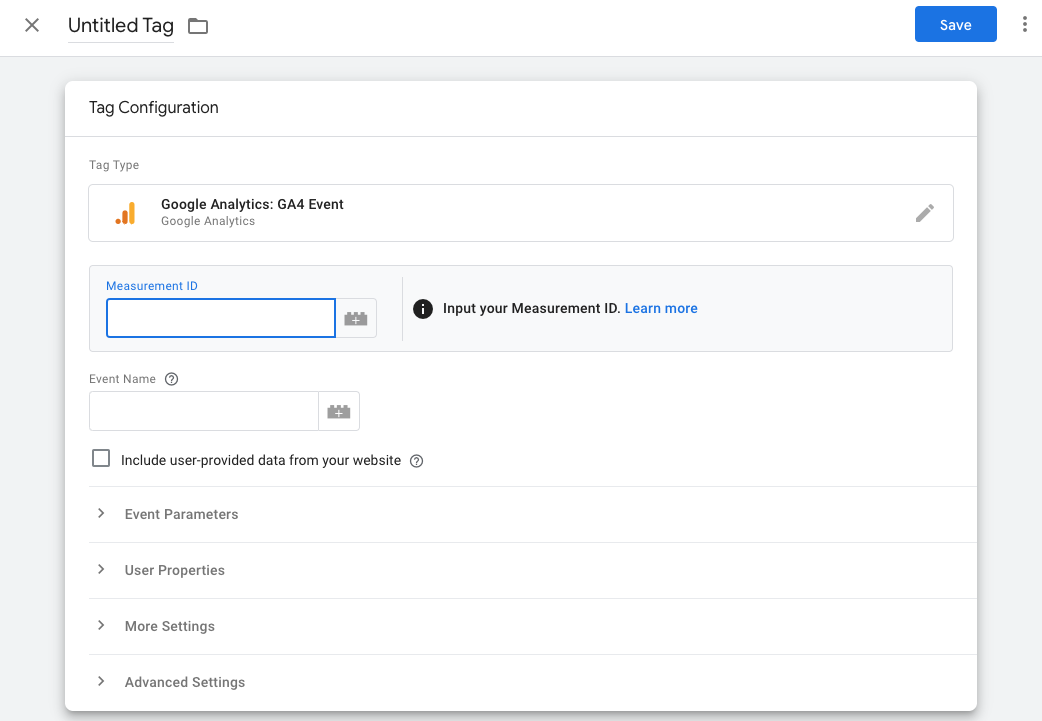 Untitled Tag
Save
Tag Configuration
Tag Type
Google Analytics: GA4 Event
Google Analytics
Measurement ID
Input your Measurement ID. Learn more
Event Name
Include user-provided data from your website
Event Parameters
User Properties
More Settings
Advanced Settings